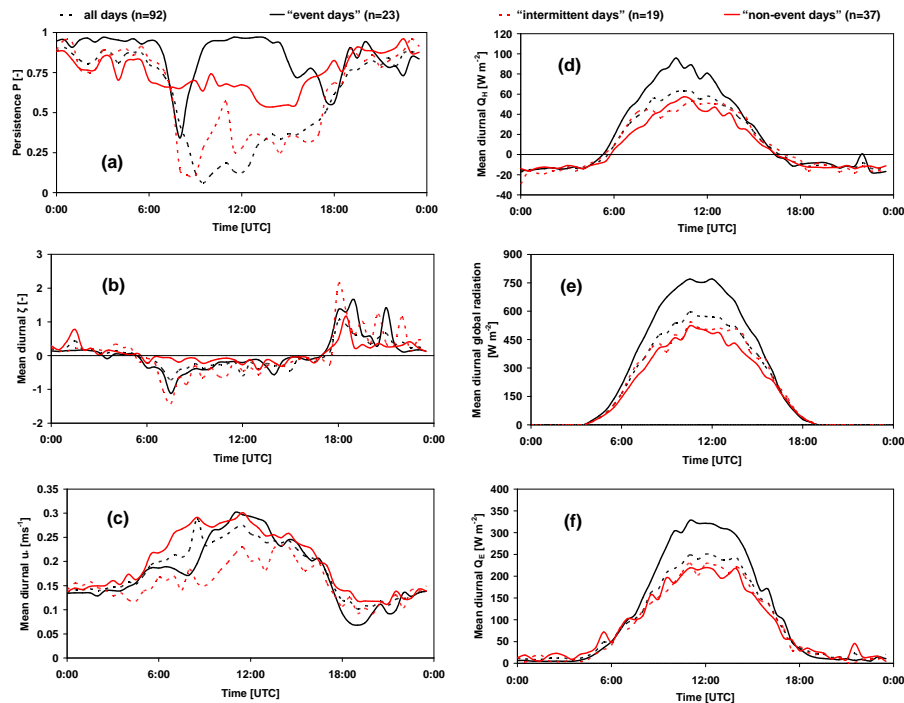 all days (n=92) “event days” (n=23) “intermittent days” (n=19) “non-event days” (n=37)
Persistence P [-]
1
0.75
0.5
0.25
0
(a)
0:00 6:00 12:00 18:00 0:00
Time [UTC]
Mean diurnal Q_H [W m-2]
120
100
80
60
40
20
0
-20
-40
(d)
0:00 6:00 12:00 18:00 0:00
Time [UTC]
Mean diurnal ζ [-]
3
2
1
0
-1
-2
(b)
0:00 6:00 12:00 18:00 0:00
Time [UTC]
Mean diurnal global radiation
[W m-2]
900
750
600
450
300
150
0
(e)
0:00 6:00 12:00 18:00 0:00
Time [UTC]
Mean diurnal u* [ms-1]
0.35
0.3
0.25
0.2
0.15
0.1
0.05
0
(c)
0:00 6:00 12:00 18:00 0:00
Time [UTC]
Mean diurnal Q_E [W m-2]
400
350
300
250
200
150
100
50
0
(f)
0:00 6:00 12:00 18:00 0:00
Time [UTC]